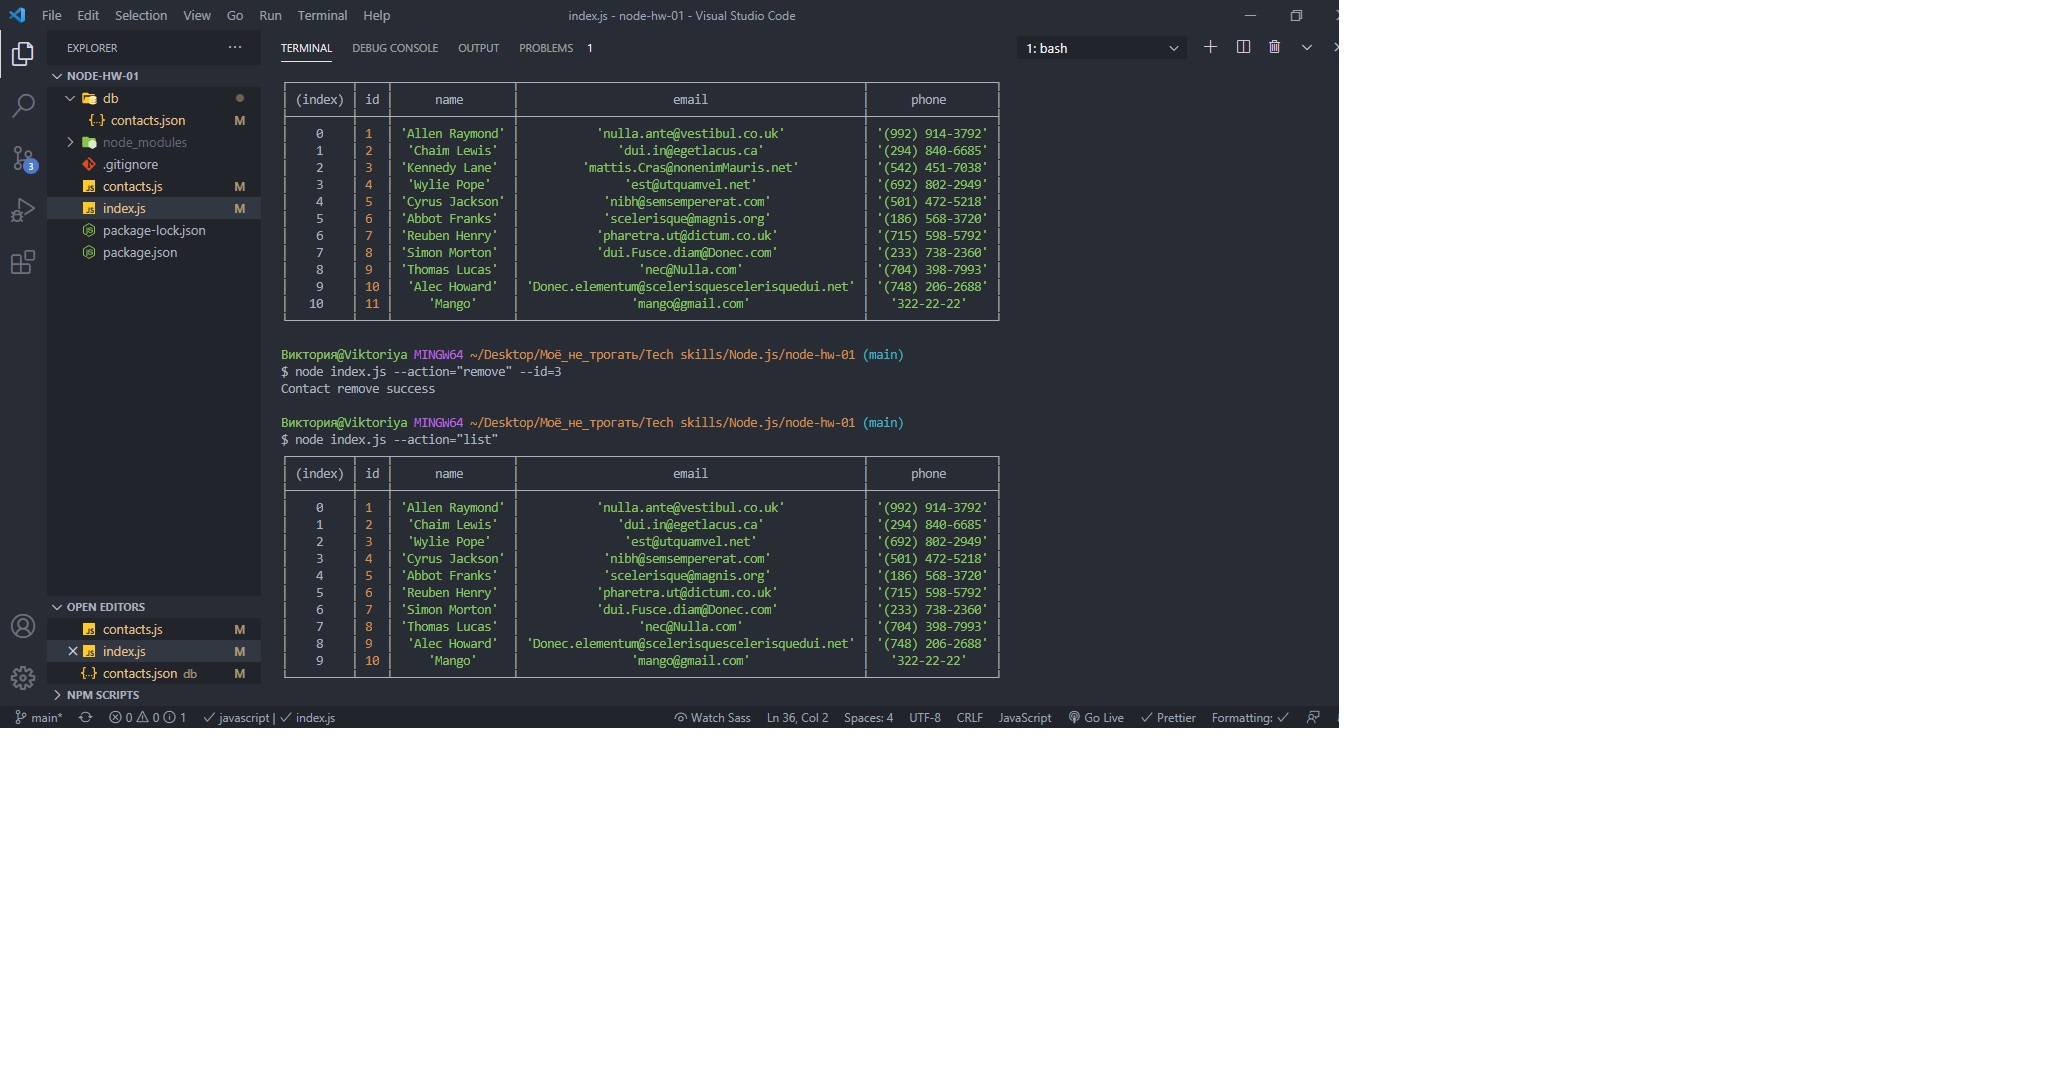 File Edit Selection View Go Run Terminal Help index.js - node-hw-01 - Visual Studio Code
EXPLORER ···
NODE-HW-01
db
{..} contacts.json M
node_modules
.gitignore
JS contacts.js M
JS index.js M
package-lock.json
package.json
3
OPEN EDITORS
JS contacts.js M
JS index.js M
{..} contacts.json db M
NPM SCRIPTS
TERMINAL DEBUG CONSOLE OUTPUT PROBLEMS 1 1: bash
(index) id name email phone
0 1 'Allen Raymond' 'nulla.ante@vestibul.co.uk' '(992) 914-3792'
1 2 'Chaim Lewis' 'dui.in@egetlacus.ca' '(294) 840-6685'
2 3 'Kennedy Lane' 'mattis.Cras@nonenimMauris.net' '(542) 451-7038'
3 4 'Wylie Pope' 'est@utquamvel.net' '(692) 802-2949'
4 5 'Cyrus Jackson' 'nibh@semsempererat.com' '(501) 472-5218'
5 6 'Abbot Franks' 'scelerisque@magnis.org' '(186) 568-3720'
6 7 'Reuben Henry' 'pharetra.ut@dictum.co.uk' '(715) 598-5792'
7 8 'Simon Morton' 'dui.Fusce.diam@Donec.com' '(233) 738-2360'
8 9 'Thomas Lucas' 'nec@Nulla.com' '(704) 398-7993'
9 10 'Alec Howard' 'Donec.elementum@scelerisquescelerisquedui.net' '(748) 206-2688'
10 11 'Mango' 'mango@gmail.com' '322-22-22'
Виктория@Viktoriya MINGW64 ~/Desktop/Моё_не_трогать/Tech skills/Node.js/node-hw-01 (main)
$ node index.js --action="remove" --id=3
Contact remove success
Виктория@Viktoriya MINGW64 ~/Desktop/Моё_не_трогать/Tech skills/Node.js/node-hw-01 (main)
$ node index.js --action="list"
(index) id name email phone
0 1 'Allen Raymond' 'nulla.ante@vestibul.co.uk' '(992) 914-3792'
1 2 'Chaim Lewis' 'dui.in@egetlacus.ca' '(294) 840-6685'
2 3 'Wylie Pope' 'est@utquamvel.net' '(692) 802-2949'
3 4 'Cyrus Jackson' 'nibh@semsempererat.com' '(501) 472-5218'
4 5 'Abbot Franks' 'scelerisque@magnis.org' '(186) 568-3720'
5 6 'Reuben Henry' 'pharetra.ut@dictum.co.uk' '(715) 598-5792'
6 7 'Simon Morton' 'dui.Fusce.diam@Donec.com' '(233) 738-2360'
7 8 'Thomas Lucas' 'nec@Nulla.com' '(704) 398-7993'
8 9 'Alec Howard' 'Donec.elementum@scelerisquescelerisquedui.net' '(748) 206-2688'
9 10 'Mango' 'mango@gmail.com' '322-22-22'
main* 0 0 1 javascript | index.js Watch Sass Ln 36, Col 2 Spaces: 4 UTF-8 CRLF JavaScript Go Live Prettier Formatting: